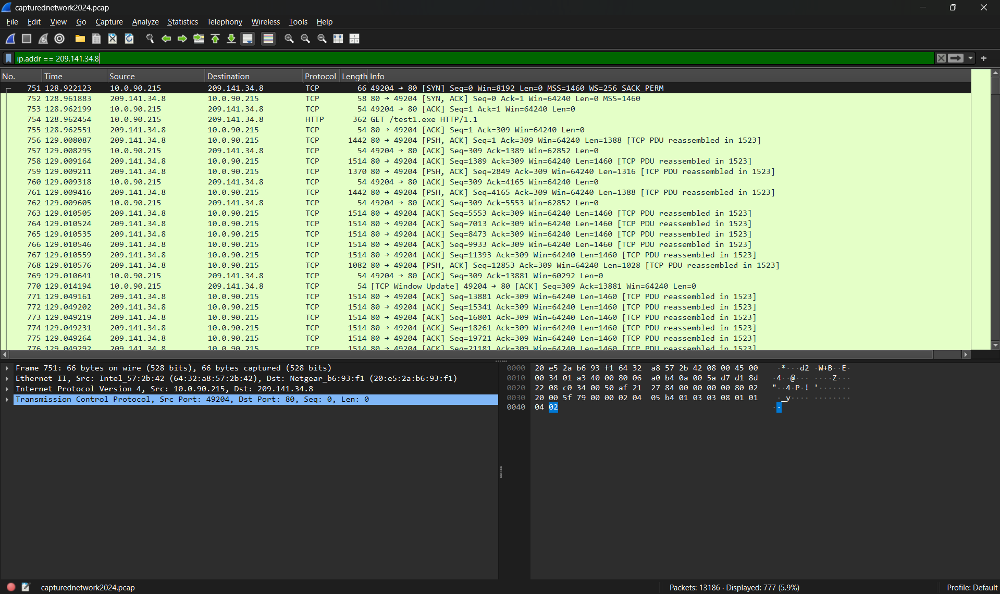 capturednetwork2024.pcap
File Edit View Go Capture Analyze Statistics Telephony Wireless Tools Help
ip.addr == 209.141.34.8
No. Time Source Destination Protocol Length Info
751 128.922123 10.0.90.215 209.141.34.8 TCP 66 49204 → 80 [SYN] Seq=0 Win=8192 Len=0 MSS=1460 WS=256 SACK_PERM
752 128.961883 209.141.34.8 10.0.90.215 TCP 58 80 → 49204 [SYN, ACK] Seq=0 Ack=1 Win=64240 Len=0 MSS=1460
753 128.962199 10.0.90.215 209.141.34.8 TCP 54 49204 → 80 [ACK] Seq=1 Ack=1 Win=64240 Len=0
754 128.962454 10.0.90.215 209.141.34.8 HTTP 362 GET /test1.exe HTTP/1.1
755 128.962551 209.141.34.8 10.0.90.215 TCP 54 80 → 49204 [ACK] Seq=1 Ack=309 Win=64240 Len=0
756 129.008087 209.141.34.8 10.0.90.215 TCP 1442 80 → 49204 [PSH, ACK] Seq=1 Ack=309 Win=64240 Len=1388 [TCP PDU reassembled in 1523]
757 129.008295 10.0.90.215 209.141.34.8 TCP 54 49204 → 80 [ACK] Seq=309 Ack=1389 Win=62852 Len=0
758 129.009164 209.141.34.8 10.0.90.215 TCP 1514 80 → 49204 [ACK] Seq=1389 Ack=309 Win=64240 Len=1460 [TCP PDU reassembled in 1523]
759 129.009211 209.141.34.8 10.0.90.215 TCP 1370 80 → 49204 [PSH, ACK] Seq=2849 Ack=309 Win=64240 Len=1316 [TCP PDU reassembled in 1523]
760 129.009318 10.0.90.215 209.141.34.8 TCP 54 49204 → 80 [ACK] Seq=309 Ack=4165 Win=64240 Len=0
761 129.009416 209.141.34.8 10.0.90.215 TCP 1442 80 → 49204 [PSH, ACK] Seq=4165 Ack=309 Win=64240 Len=1388 [TCP PDU reassembled in 1523]
762 129.009605 10.0.90.215 209.141.34.8 TCP 54 49204 → 80 [ACK] Seq=309 Ack=5553 Win=62852 Len=0
763 129.010505 209.141.34.8 10.0.90.215 TCP 1514 80 → 49204 [ACK] Seq=5553 Ack=309 Win=64240 Len=1460 [TCP PDU reassembled in 1523]
764 129.010524 209.141.34.8 10.0.90.215 TCP 1514 80 → 49204 [ACK] Seq=7013 Ack=309 Win=64240 Len=1460 [TCP PDU reassembled in 1523]
765 129.010535 209.141.34.8 10.0.90.215 TCP 1514 80 → 49204 [ACK] Seq=8473 Ack=309 Win=64240 Len=1460 [TCP PDU reassembled in 1523]
766 129.010546 209.141.34.8 10.0.90.215 TCP 1514 80 → 49204 [ACK] Seq=9933 Ack=309 Win=64240 Len=1460 [TCP PDU reassembled in 1523]
767 129.010559 209.141.34.8 10.0.90.215 TCP 1514 80 → 49204 [ACK] Seq=11393 Ack=309 Win=64240 Len=1460 [TCP PDU reassembled in 1523]
768 129.010576 209.141.34.8 10.0.90.215 TCP 1082 80 → 49204 [PSH, ACK] Seq=12853 Ack=309 Win=64240 Len=1028 [TCP PDU reassembled in 1523]
769 129.010641 10.0.90.215 209.141.34.8 TCP 54 49204 → 80 [ACK] Seq=309 Ack=13881 Win=60292 Len=0
770 129.014194 10.0.90.215 209.141.34.8 TCP 54 [TCP Window Update] 49204 → 80 [ACK] Seq=309 Ack=13881 Win=64240 Len=0
771 129.049161 209.141.34.8 10.0.90.215 TCP 1514 80 → 49204 [ACK] Seq=13881 Ack=309 Win=64240 Len=1460 [TCP PDU reassembled in 1523]
772 129.049202 209.141.34.8 10.0.90.215 TCP 1514 80 → 49204 [ACK] Seq=15341 Ack=309 Win=64240 Len=1460 [TCP PDU reassembled in 1523]
773 129.049219 209.141.34.8 10.0.90.215 TCP 1514 80 → 49204 [ACK] Seq=16801 Ack=309 Win=64240 Len=1460 [TCP PDU reassembled in 1523]
774 129.049231 209.141.34.8 10.0.90.215 TCP 1514 80 → 49204 [ACK] Seq=18261 Ack=309 Win=64240 Len=1460 [TCP PDU reassembled in 1523]
775 129.049264 209.141.34.8 10.0.90.215 TCP 1514 80 → 49204 [ACK] Seq=19721 Ack=309 Win=64240 Len=1460 [TCP PDU reassembled in 1523]
776 129.049292 209.141.34.8 10.0.90.215 TCP 1514 80 → 49204 [ACK] Seq=21181 Ack=309 Win=64240 Len=1460 [TCP PDU reassembled in 1523]
Frame 751: 66 bytes on wire (528 bits), 66 bytes captured (528 bits)
Ethernet II, Src: Intel_57:2b:42 (64:32:a8:57:2b:42), Dst: Netgear_b6:93:f1 (20:e5:2a:b6:93:f1)
Internet Protocol Version 4, Src: 10.0.90.215, Dst: 209.141.34.8
Transmission Control Protocol, Src Port: 49204, Dst Port: 80, Seq: 0, Len: 0
0000 20 e5 2a b6 93 f1 64 32 a8 57 2b 42 08 00 45 00 ·*···d2 ·W+B··E·
0010 00 34 01 a3 40 00 80 06 a0 b4 0a 00 5a d7 d1 8d ·4··@··· ····Z···
0020 22 08 c0 34 00 50 af 21 27 84 00 00 00 00 80 02 "··4·P·! '·······
0030 20 00 5f 79 00 00 02 04 05 b4 01 03 03 08 01 01 ·_y···· ········
0040 04 02 ··
capturednetwork2024.pcap
Packets: 13186 · Displayed: 777 (5.9%)
Profile: Default